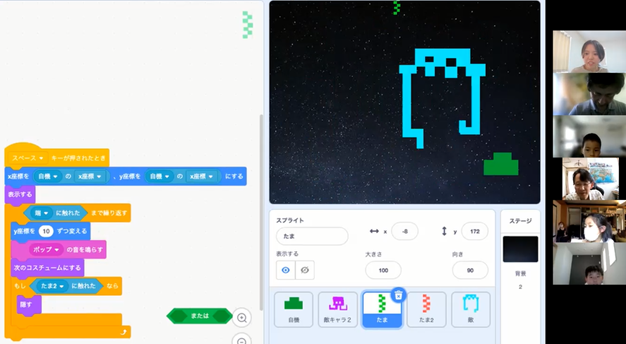 スペース キーが押されたとき
x座標を 自機 の x座標 、y座標を 自機 の x座標 にする
表示する
端 に触れた まで繰り返す
y座標を 10 ずつ変える
ポップ の音を鳴らす
次のコスチュームにする
もし たま2 に触れた なら
隠す
または
スプライト
たま
x -8
y 172
表示する
大きさ
100
向き
90
自機
敵キャラ2
たま
たま2
敵
ステージ
背景
2